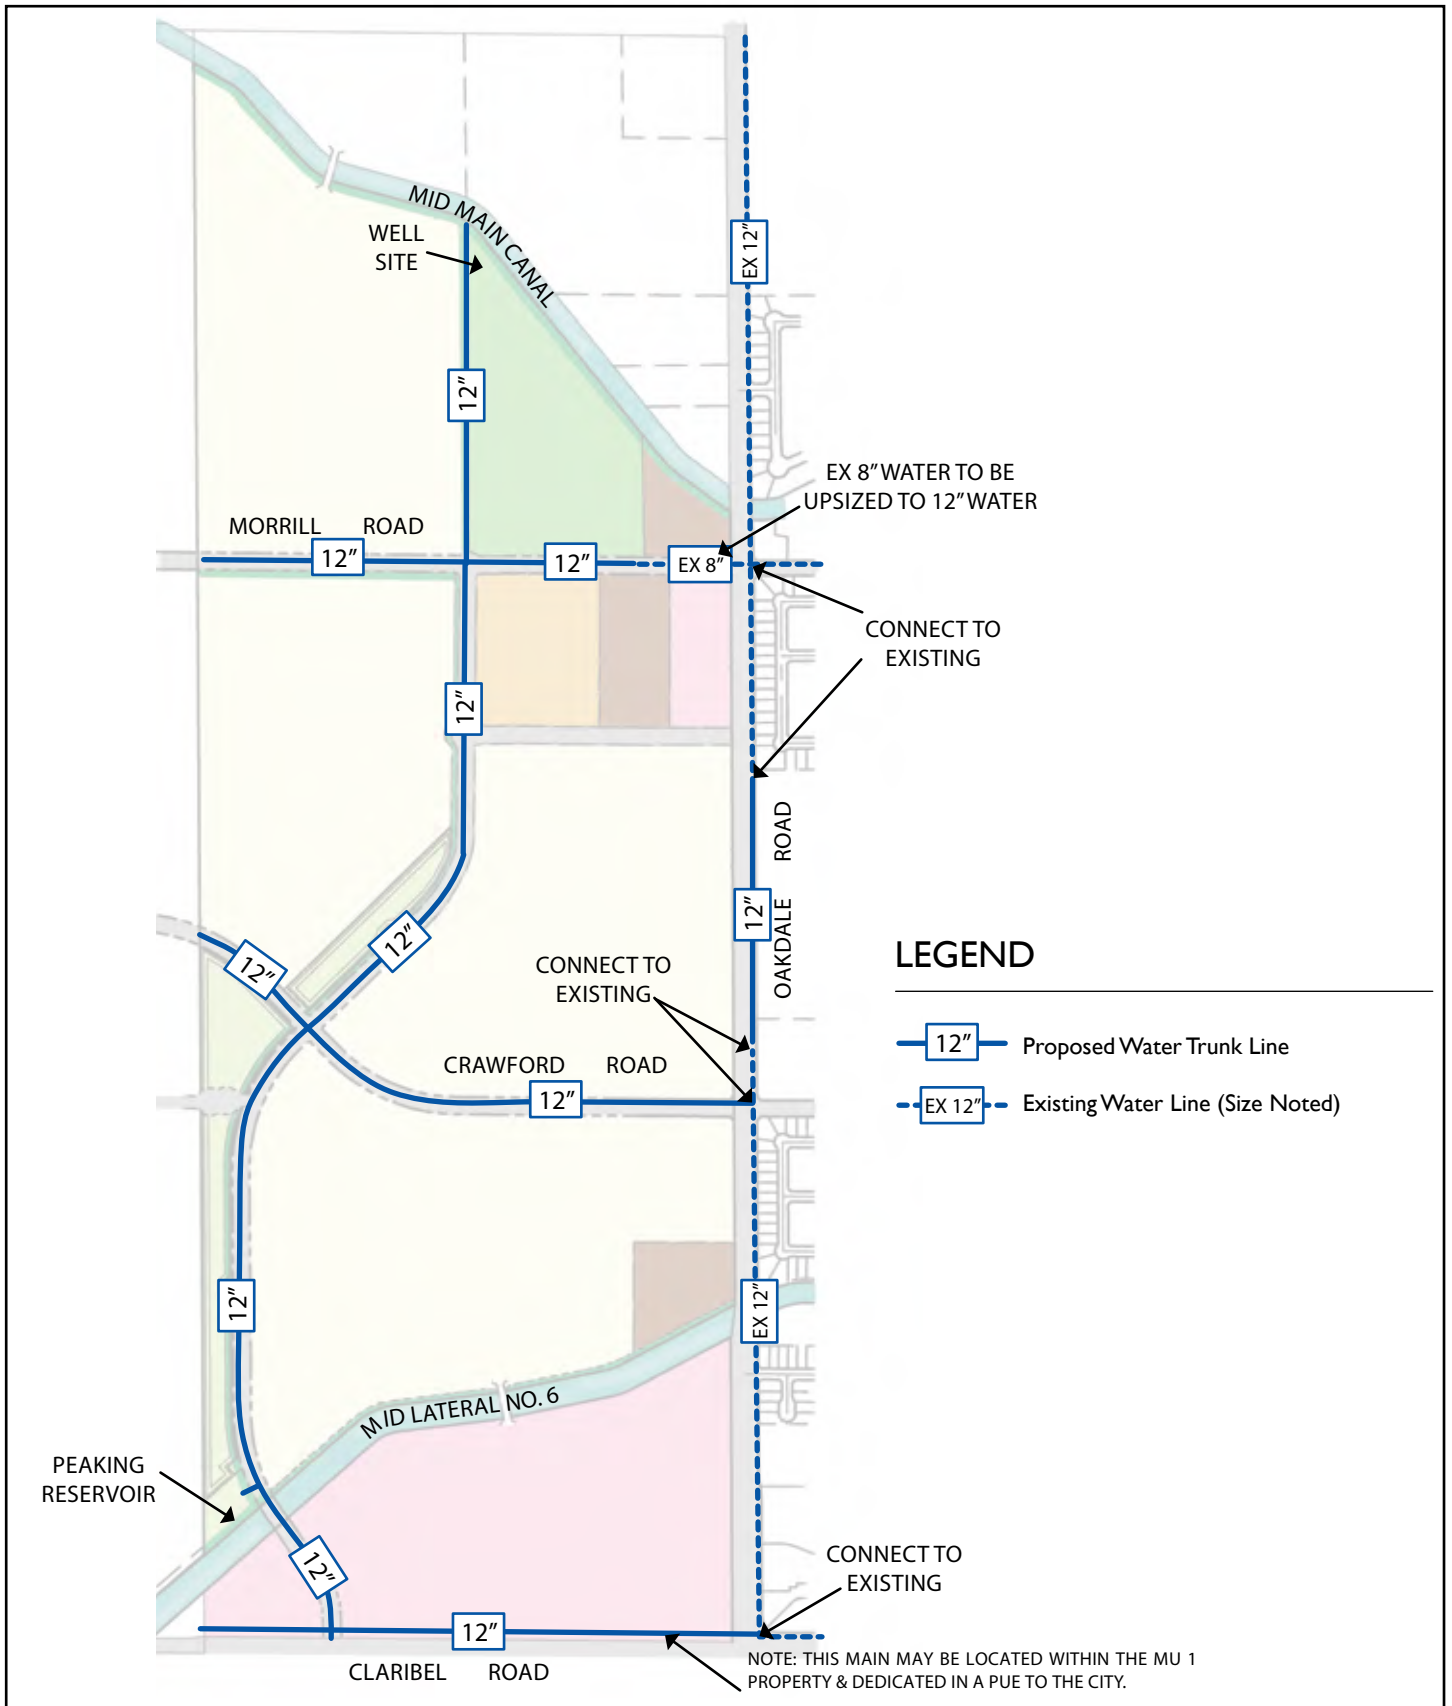 MID MAIN CANAL
WELL
SITE
EX 12"
12"
EX 8" WATER TO BE
UPSIZED TO 12" WATER
MORRILL ROAD
12"
12"
EX 8"
CONNECT TO
EXISTING
12"
OAKDALE ROAD
12"
12"
12"
CONNECT TO
EXISTING
CRAWFORD ROAD
12"
LEGEND
12" Proposed Water Trunk Line
EX 12" Existing Water Line (Size Noted)
12"
EX 12"
MID LATERAL NO. 6
PEAKING
RESERVOIR
12"
CONNECT TO
EXISTING
12"
CLARIBEL ROAD
NOTE: THIS MAIN MAY BE LOCATED WITHIN THE MU 1
PROPERTY & DEDICATED IN A PUE TO THE CITY.